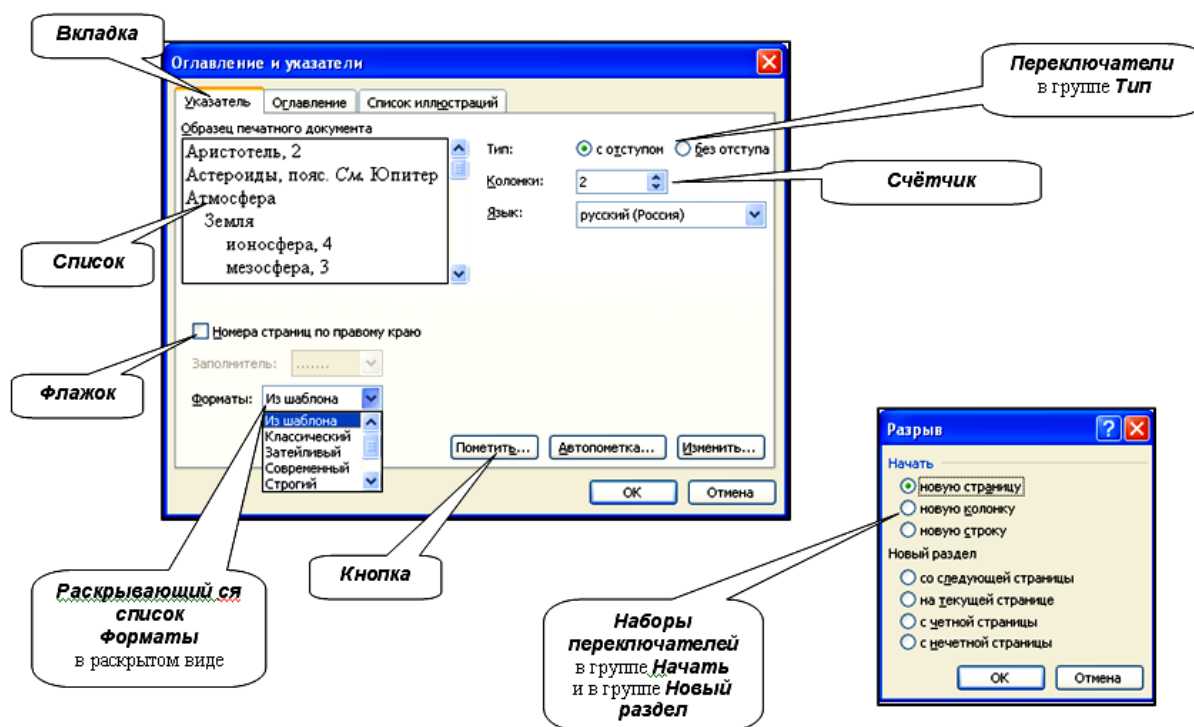 Вкладка
Оглавление и указатели
Переключатели
в группе Тип
Указатель
Оглавление
Список иллюстраций
Образец печатного документа
Аристотель, 2
Астероиды, пояс. См. Юпитер
Атмосфера
Земля
ионосфера, 4
мезосфера, 3
Тип:
с отступом
без отступа
Колонки:
2
Язык:
русский (Россия)
Счётчик
Список
Номера страниц по правому краю
Заполнитель:
.......
Флажок
Форматы:
Из шаблона
Из шаблона
Классический
Затейливый
Современный
Строгий
Пометить...
Автопометка...
Изменить...
OK
Отмена
Раскрывающий ся
список
Форматы
в раскрытом виде
Кнопка
Наборы
переключателей
в группе Начать
и в группе Новый
раздел
Разрыв
Начать
новую страницу
новую колонку
новую строку
Новый раздел
со следующей страницы
на текущей странице
с четной страницы
с нечетной страницы
OK
Отмена